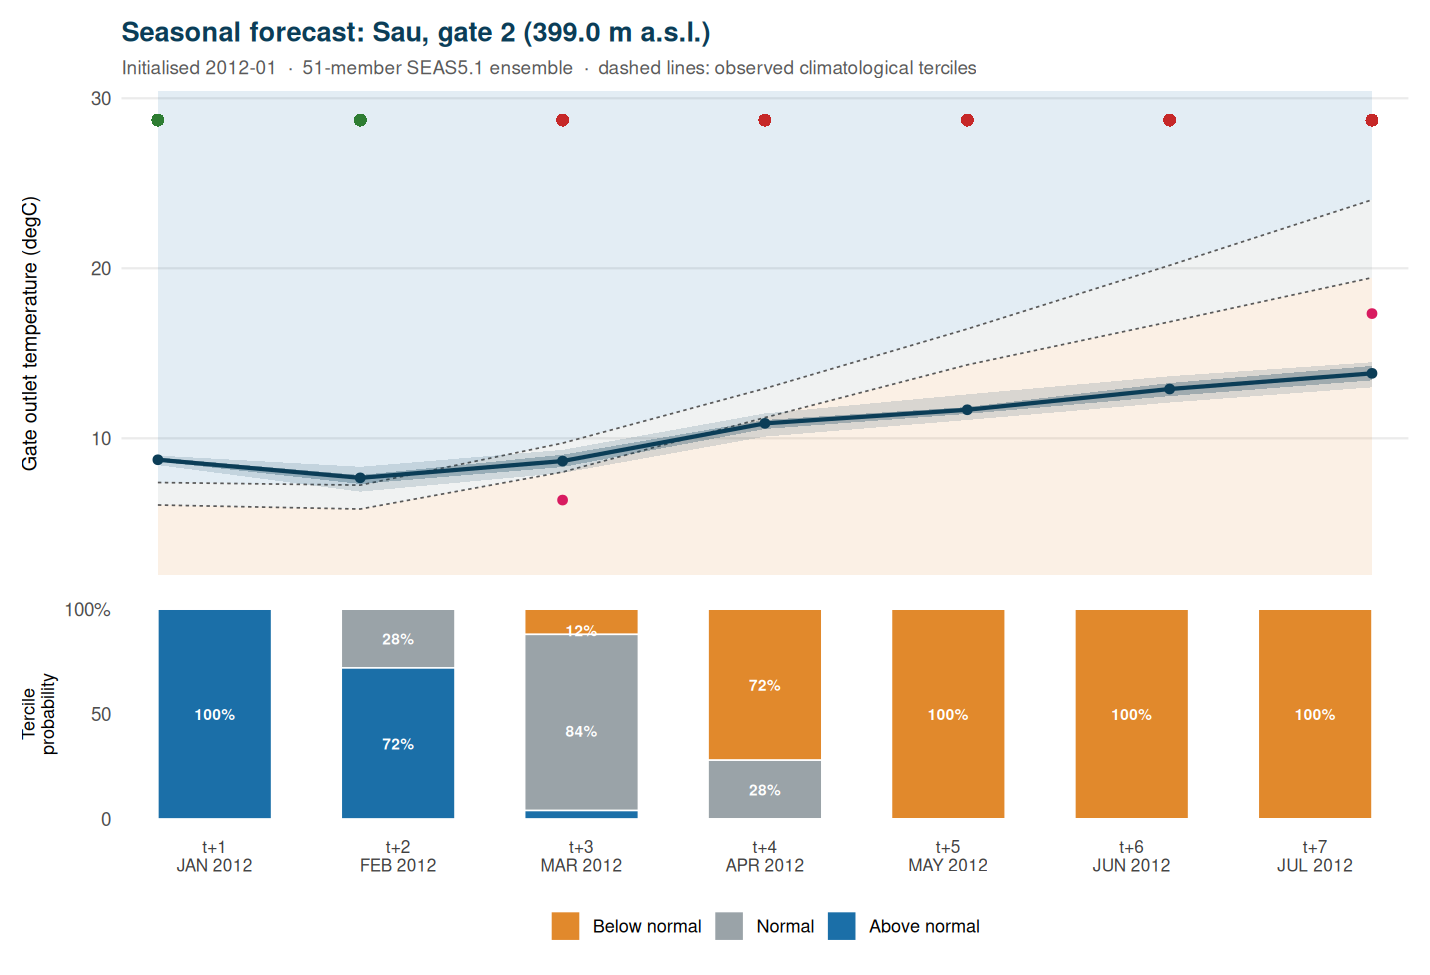 Seasonal forecast: Sau, gate 2 (399.0 m a.s.l.)
Initialised 2012-01 · 51-member SEAS5.1 ensemble · dashed lines: observed climatological terciles
Gate outlet temperature (degC)
30
20
10
Tercile
probability
100%
50
0
100%
28%
72%
12%
84%
72%
28%
100%
100%
100%
t+1
JAN 2012
t+2
FEB 2012
t+3
MAR 2012
t+4
APR 2012
t+5
MAY 2012
t+6
JUN 2012
t+7
JUL 2012
Below normal
Normal
Above normal